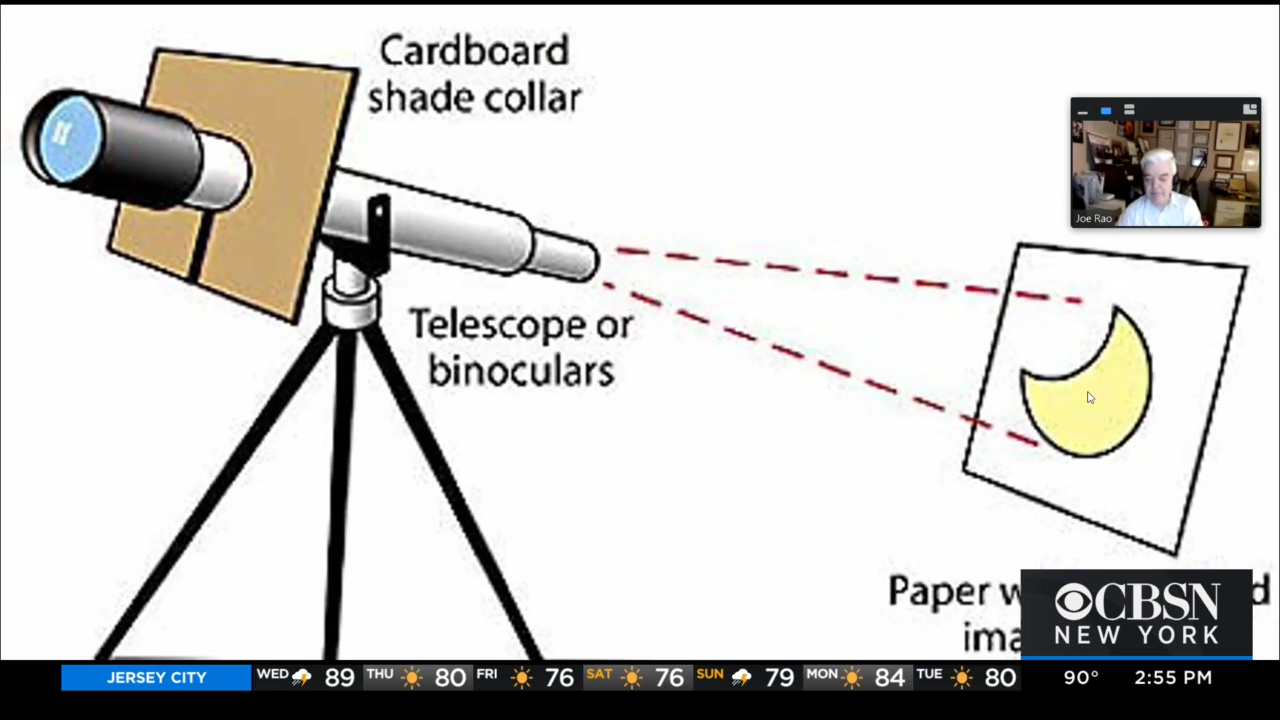 Cardboard
shade collar
Joe Rao
Telescope or
binoculars
Paper
CBSN
NEW YORK
JERSEY CITY WED 89 THU 80 FRI 76 SAT 76 SUN 79 MON 84 TUE 80 90° 2:55 PM